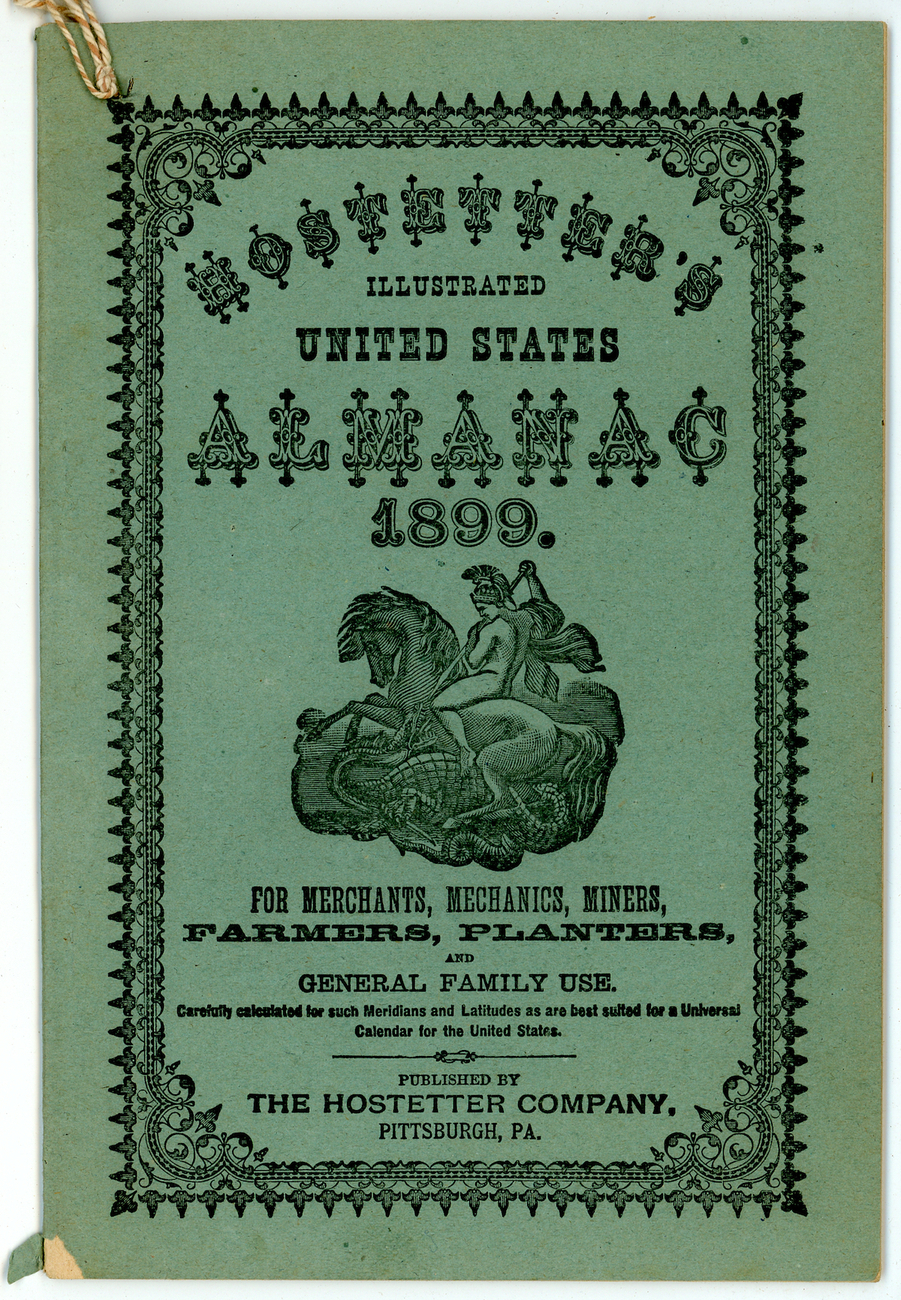 HOSTETTER'S
ILLUSTRATED
UNITED STATES
ALMANAC
1899.
FOR MERCHANTS, MECHANICS, MINERS,
FARMERS, PLANTERS,
AND
GENERAL FAMILY USE.
Carefully calculated for such Meridians and Latitudes as are best suited for a Universal
Calendar for the United States.
PUBLISHED BY
THE HOSTETTER COMPANY,
PITTSBURGH, PA.